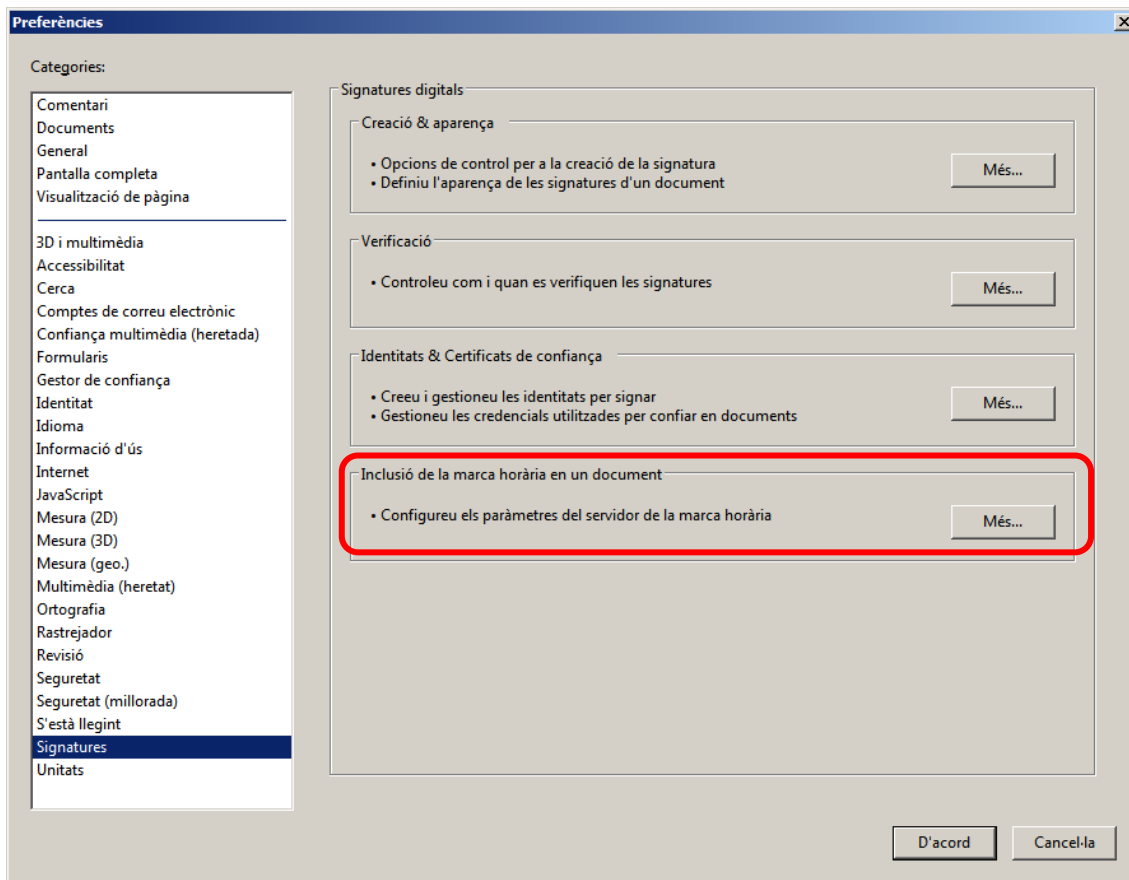 Preferències
Categories:
Comentari
Documents
General
Pantalla completa
Visualització de pàgina
3D i multimèdia
Accessibilitat
Cerca
Comptes de correu electrònic
Confiança multimèdia (heretada)
Formularis
Gestor de confiança
Identitat
Idioma
Informació d'ús
Internet
JavaScript
Mesura (2D)
Mesura (3D)
Mesura (geo.)
Multimèdia (heretat)
Ortografia
Rastrejador
Revisió
Seguretat
Seguretat (millorada)
S'està llegint
Signatures
Unitats
Signatures digitals
Creació & aparença
• Opcions de control per a la creació de la signatura
• Definiu l'aparença de les signatures d'un document
Més...
Verificació
• Controleu com i quan es verifiquen les signatures
Més...
Identitats & Certificats de confiança
• Creeu i gestioneu les identitats per signar
• Gestioneu les credencials utilitzades per confiar en documents
Més...
Inclusió de la marca horària en un document
• Configureu els paràmetres del servidor de la marca horària
Més...
D'acord
Cancel·la